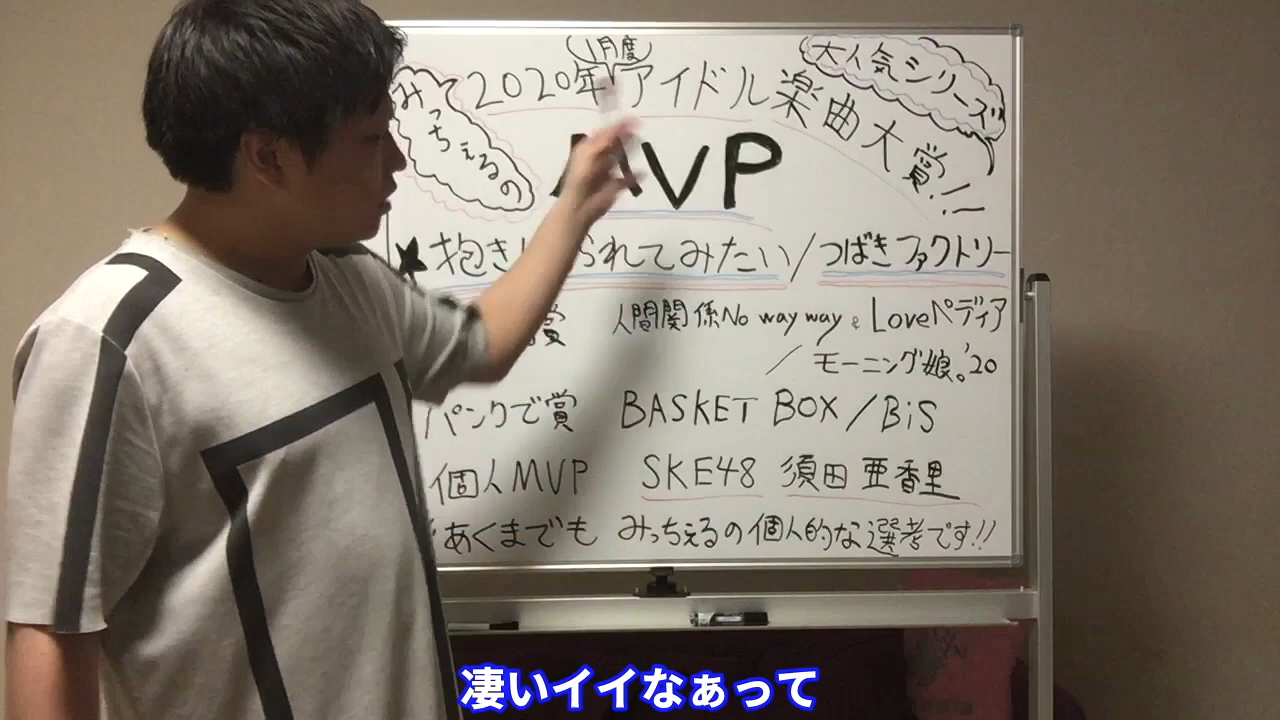 大人気シリーズ
みっちぇるの
1月度
2020年アイドル楽曲大賞!!
MVP
★抱き られてみたい/つばきファクトリー
賞 人間関係No way way & Loveペディア
/モーニング娘。'20
パンクで賞 BASKET BOX/BiS
個人MVP SKE48 須田亜香里
あくまでも みっちぇるの個人的な選考です!!
凄いイイなぁって